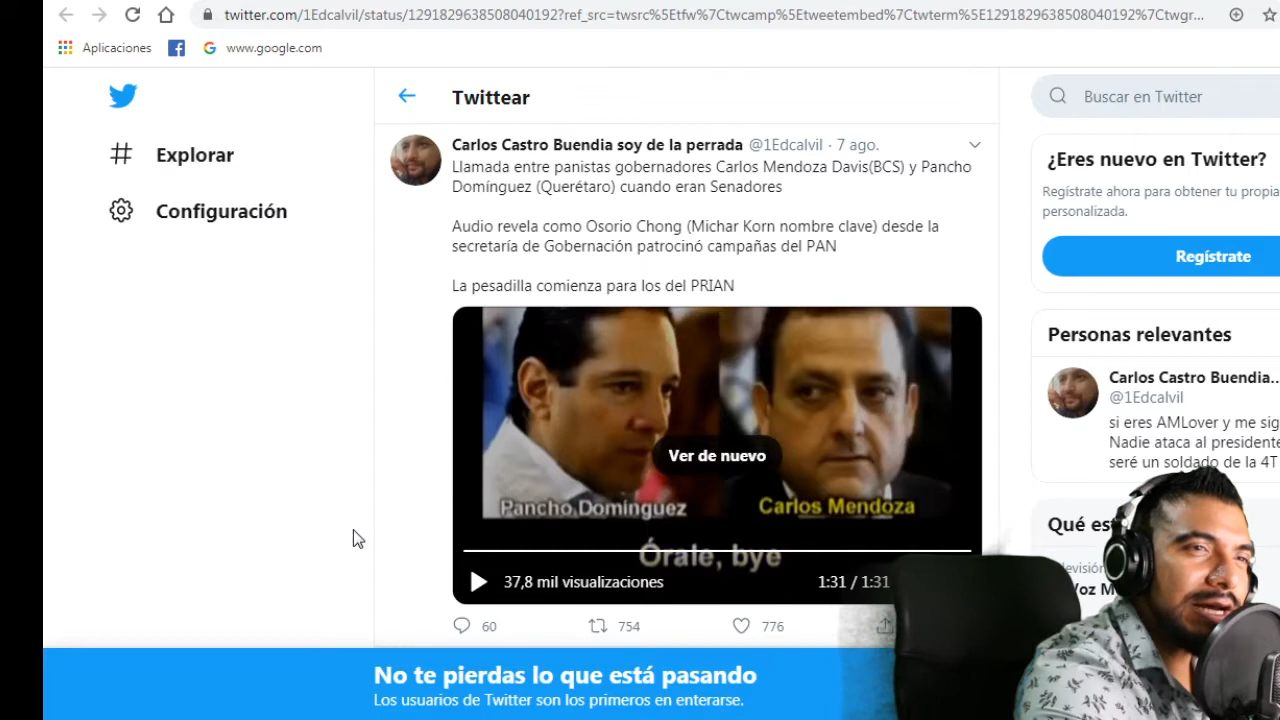 twitter.com/1Edcalvil/status/1291829638508040192?ref_src=twsrc%5Etfw%7Ctwcamp%5Etweetembed%7Ctwterm%5E1291829638508040192%7Ctwgr...
Aplicaciones
www.google.com
Explorar
Configuración
Twittear
Carlos Castro Buendia soy de la perrada @1Edcalvil · 7 ago.
Llamada entre panistas gobernadores Carlos Mendoza Davis(BCS) y Pancho
Domínguez (Querétaro) cuando eran Senadores
Audio revela como Osorio Chong (Michar Korn nombre clave) desde la
secretaría de Gobernación patrocinó campañas del PAN
La pesadilla comienza para los del PRIAN
Ver de nuevo
Pancho Dominguez
Carlos Mendoza
Órale, bye
37,8 mil visualizaciones
1:31 / 1:31
60
754
776
Buscar en Twitter
¿Eres nuevo en Twitter?
Regístrate ahora para obtener tu propia
personalizada.
Regístrate
Personas relevantes
Carlos Castro Buendia...
@1Edcalvil
si eres AMLover y me sig
Nadie ataca al presidente
seré un soldado de la 4T
Qué es
No te pierdas lo que está pasando
Los usuarios de Twitter son los primeros en enterarse.